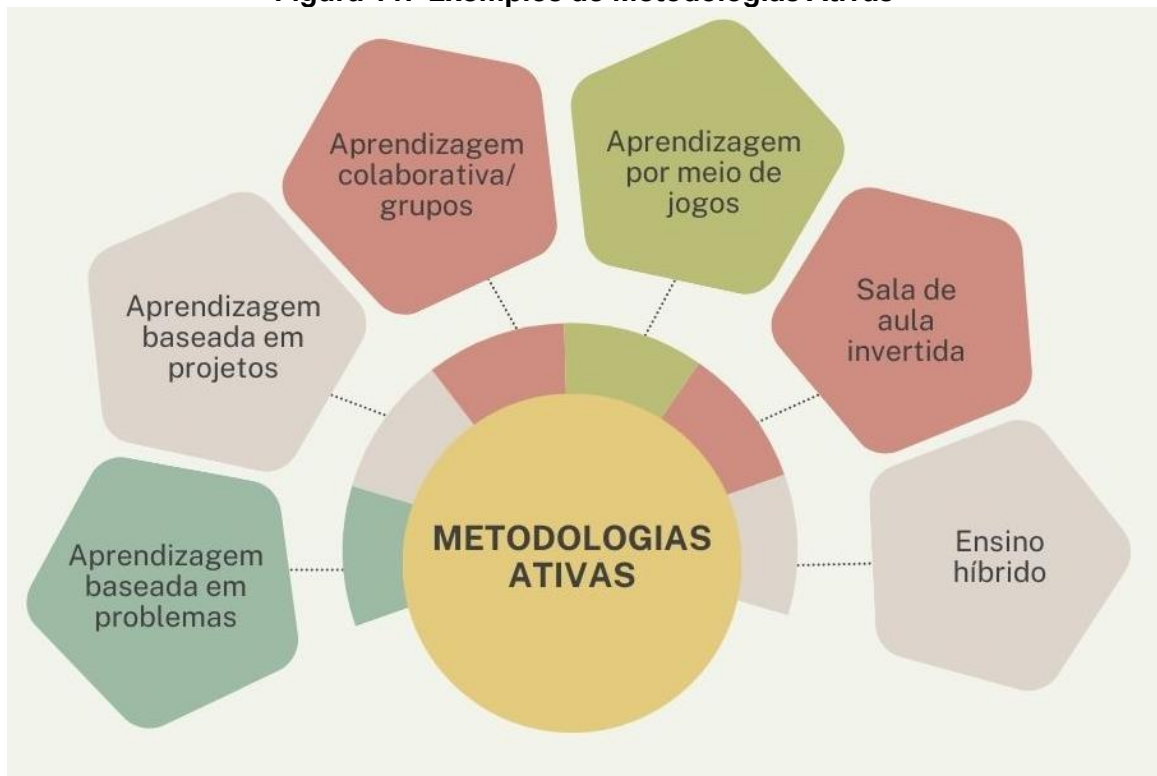 Aprendizagem
colaborativa/
grupos
Aprendizagem
por meio de
jogos
Aprendizagem
baseada em
projetos
Sala de
aula
invertida
Aprendizagem
baseada em
problemas
METODOLOGIAS
ATIVAS
Ensino
híbrido